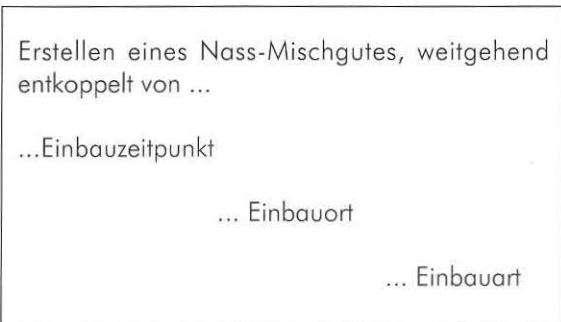 Erstellen eines Nass-Mischgutes, weitgehend
entkoppelt von ...
...Einbauzeitpunkt
... Einbauort
... Einbauart